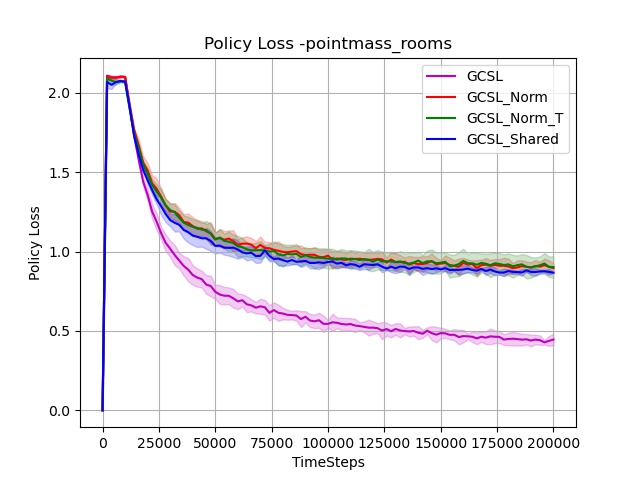 Policy Loss -pointmass_rooms
GCSL
GCSL_Norm
GCSL_Norm_T
GCSL_Shared
Policy Loss
2.0
1.5
1.0
0.5
0.0
0 25000 50000 75000 100000 125000 150000 175000 200000
TimeSteps